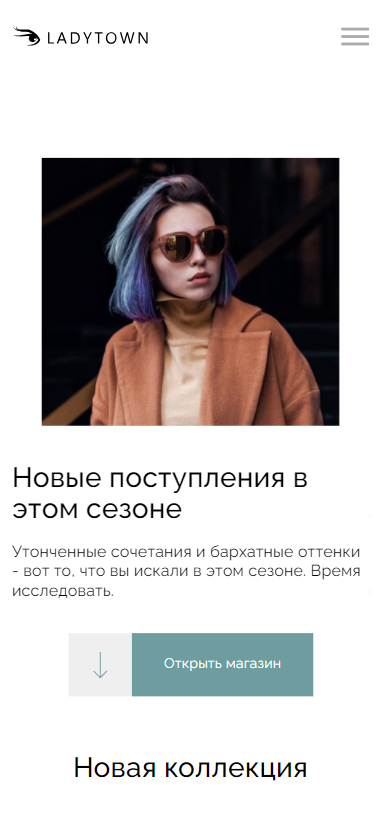 LADYTOWN
Новые поступления в
этом сезоне
Утонченные сочетания и бархатные оттенки
- вот то, что вы искали в этом сезоне. Время
исследовать.
Открыть магазин
Новая коллекция